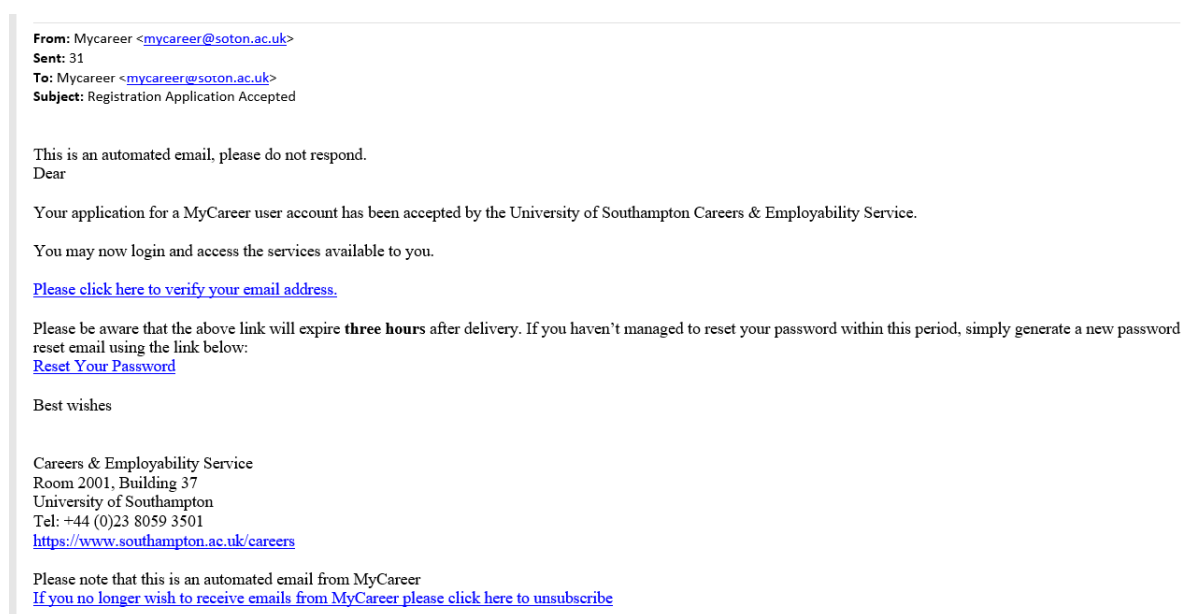 From: Mycareer <mycareer@soton.ac.uk>
Sent: 31
To: Mycareer <mycareer@soton.ac.uk>
Subject: Registration Application Accepted
This is an automated email, please do not respond.
Dear
Your application for a MyCareer user account has been accepted by the University of Southampton Careers & Employability Service.
You may now login and access the services available to you.
Please click here to verify your email address.
Please be aware that the above link will expire three hours after delivery. If you haven’t managed to reset your password within this period, simply generate a new password
reset email using the link below:
Reset Your Password
Best wishes
Careers & Employability Service
Room 2001, Building 37
University of Southampton
Tel: +44 (0)23 8059 3501
https://www.southampton.ac.uk/careers
Please note that this is an automated email from MyCareer
If you no longer wish to receive emails from MyCareer please click here to unsubscribe